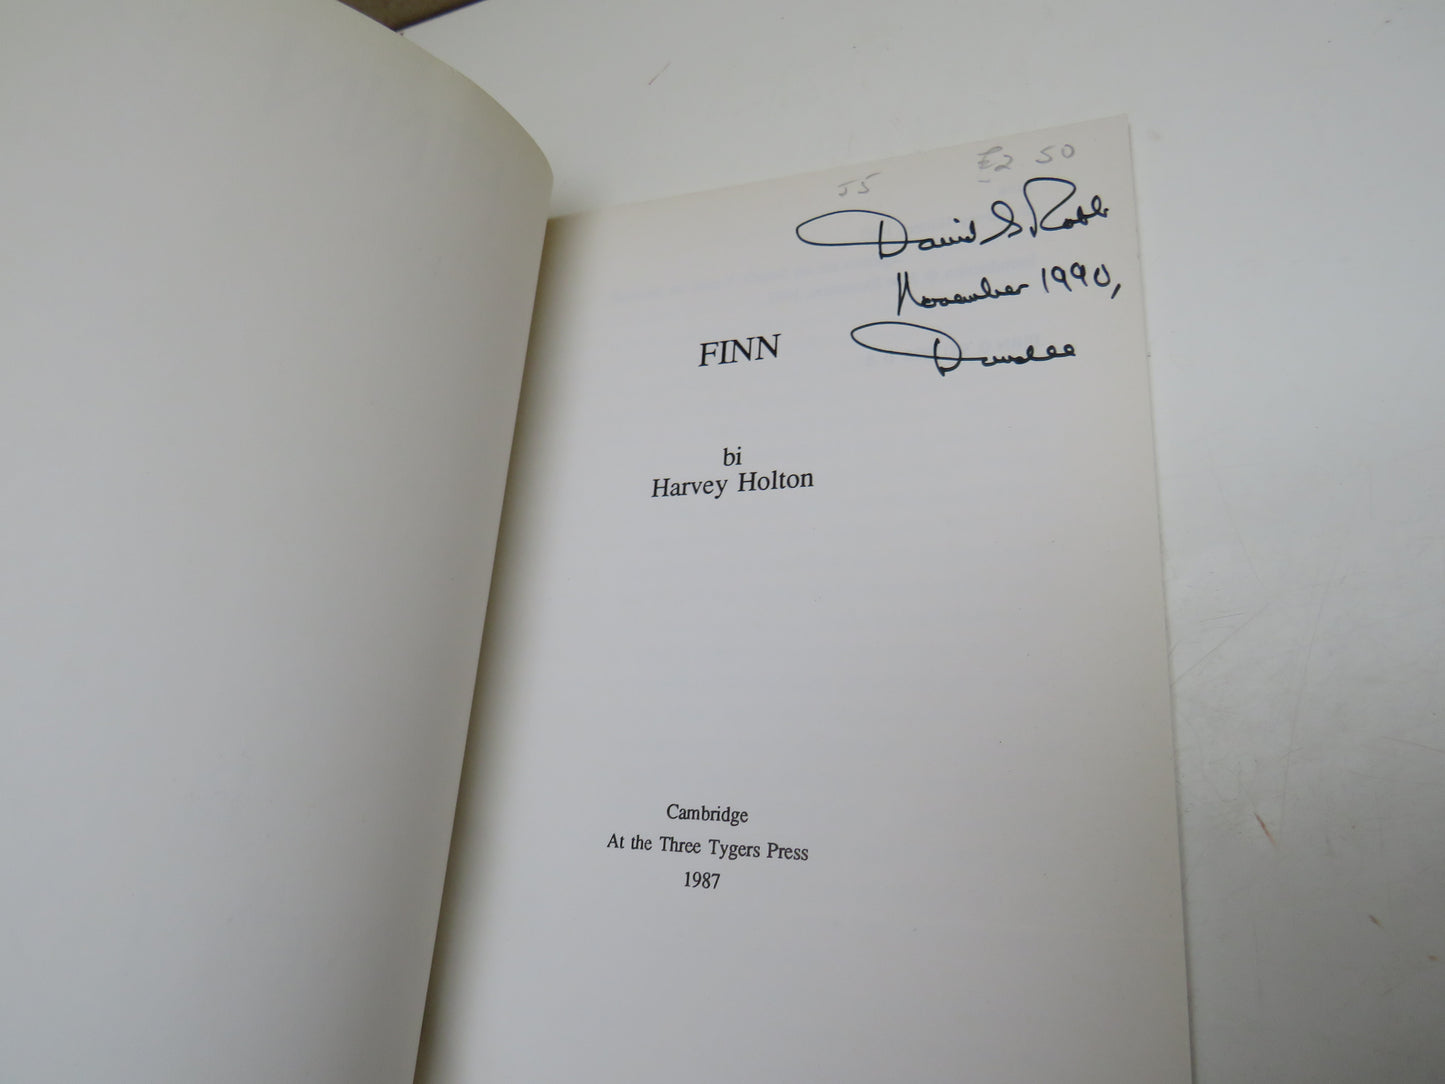 55 £2 50
David S Robb
November 1990,
Dundee
FINN
bi
Harvey Holton
Cambridge
At the Three Tygers Press
1987